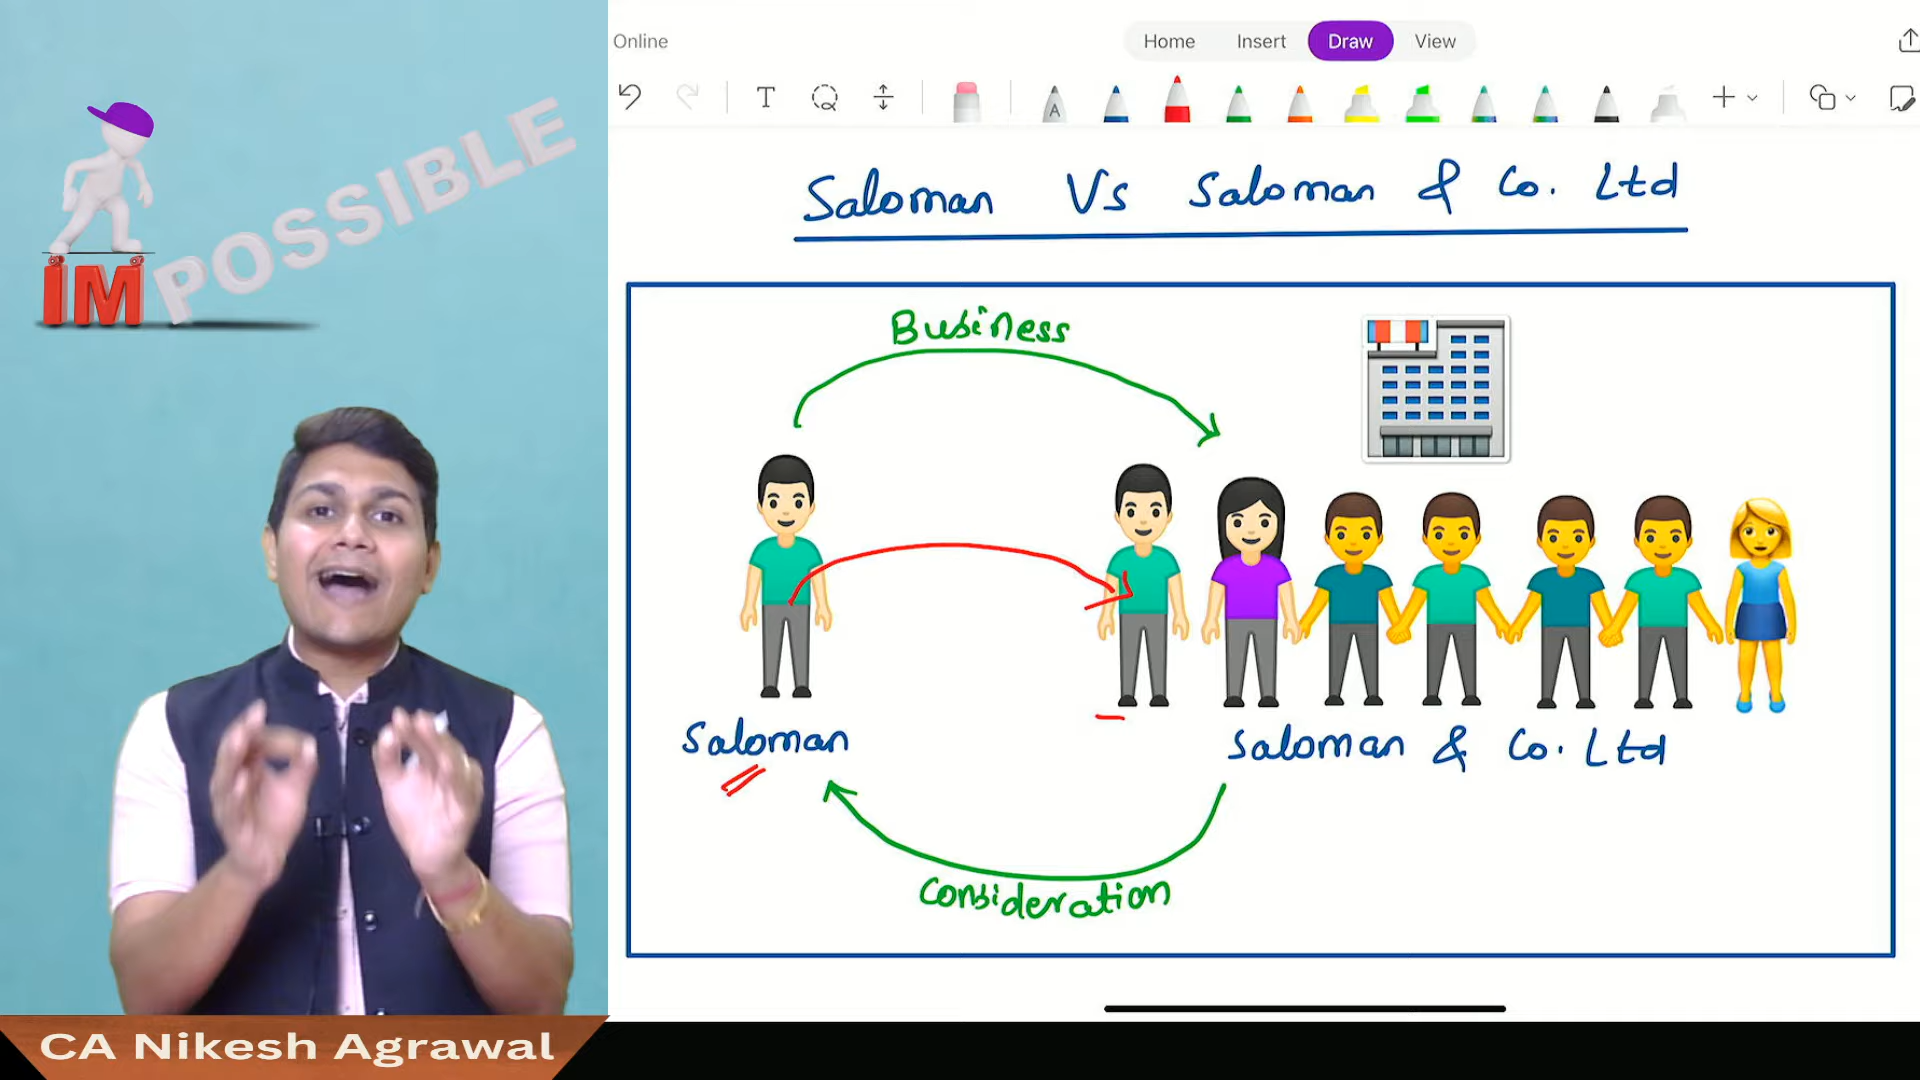 IMPOSSIBLE
CA Nikesh Agrawal
Online
Home Insert Draw View
T
A
Saloman Vs Saloman & Co. Ltd
Business
Saloman
Saloman & Co. Ltd
Consideration